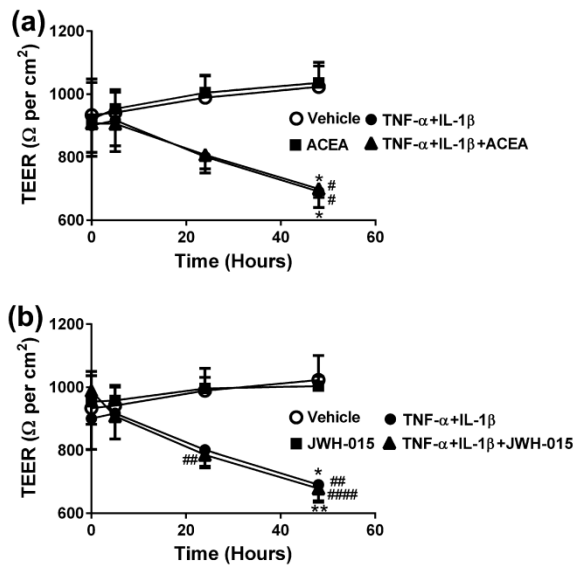 (a)
1200
1000
800
600
TEER (Ω per cm²)
Vehicle TNF-α+IL-1β
ACEA TNF-α+IL-1β+ACEA
*
#
#
*
0 20 40 60
Time (Hours)
(b)
1200
1000
800
600
TEER (Ω per cm²)
Vehicle TNF-α+IL-1β
JWH-015 TNF-α+IL-1β+JWH-015
##
* ##
####
**
0 20 40 60
Time (Hours)